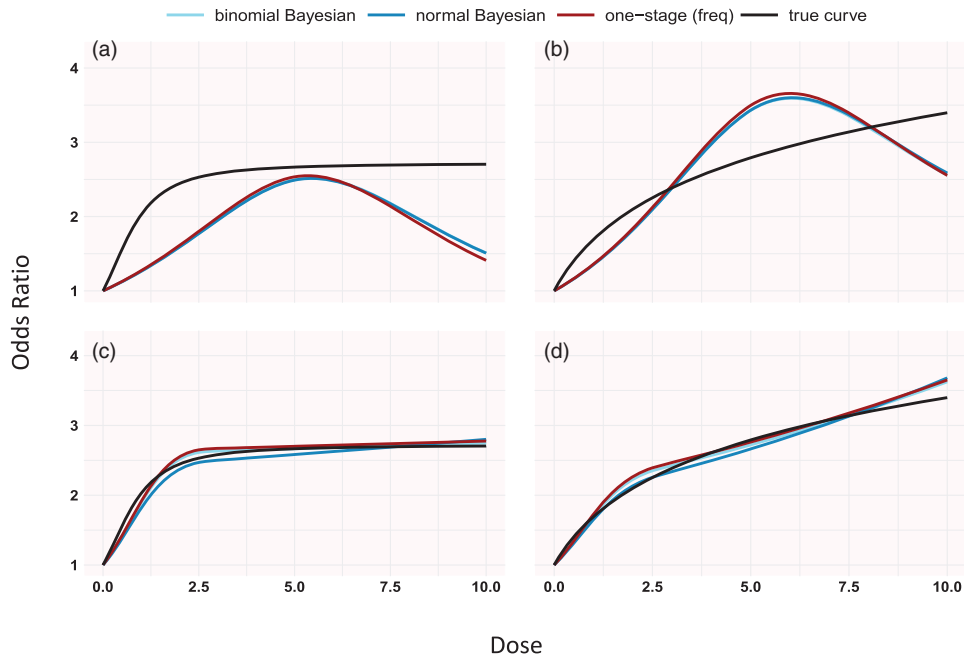 binomial Bayesian normal Bayesian one−stage (freq) true curve
(a) (b)
4
3
2
1
(c) (d)
4
3
2
1
0.0 2.5 5.0 7.5 10.0 0.0 2.5 5.0 7.5 10.0
Odds Ratio
Dose